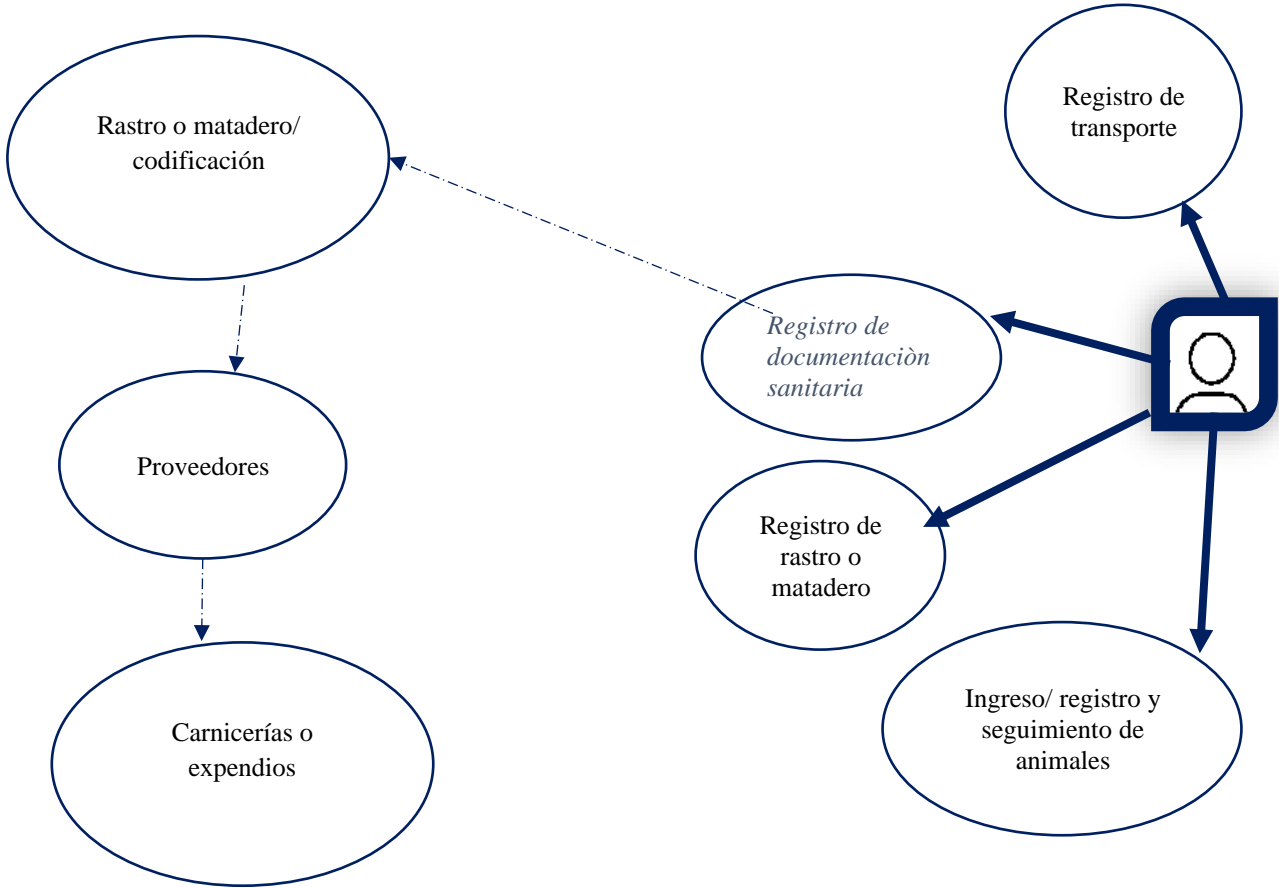 Rastro o matadero/
codificación
Proveedores
Carnicerías o
expendios
Registro de
transporte
Registro de
documentaciòn
sanitaria
Registro de
rastro o
matadero
Ingreso/ registro y
seguimiento de
animales